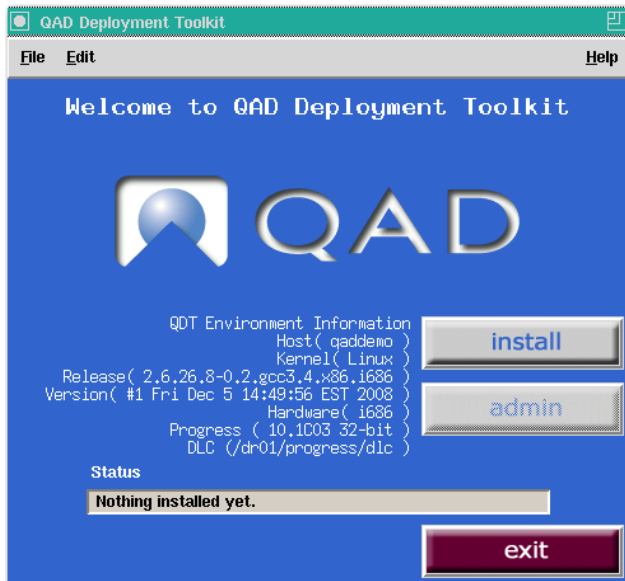 QAD Deployment Toolkit
File Edit Help
Welcome to QAD Deployment Toolkit
QAD
QDT Environment Information
Host( qaddemo )
Kernel( Linux )
Release( 2.6.26.8-0.2.gcc3.4.x86.i686 )
Version( #1 Fri Dec 5 14:49:56 EST 2008 )
Hardware( i686 )
Progress ( 10.1C03 32-bit )
DLC (/dr01/progress/dlc )
install
admin
Status
Nothing installed yet.
exit